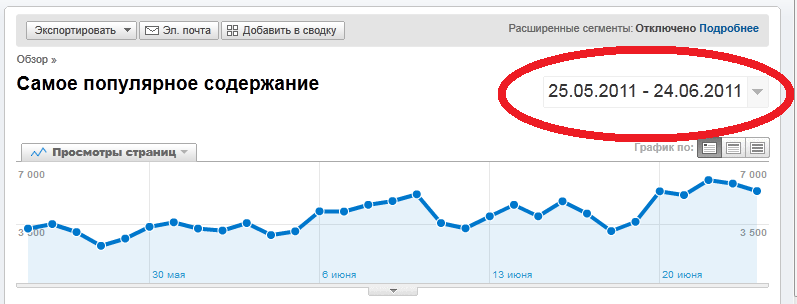 Экспортировать Эл. почта Добавить в сводку Расширенные сегменты: Отключено Подробнее
Обзор »
Самое популярное содержание
25.05.2011 - 24.06.2011
Просмотры страниц График по:
7 000 7 000
3 500 3 500
30 мая 6 июня 13 июня 20 июня